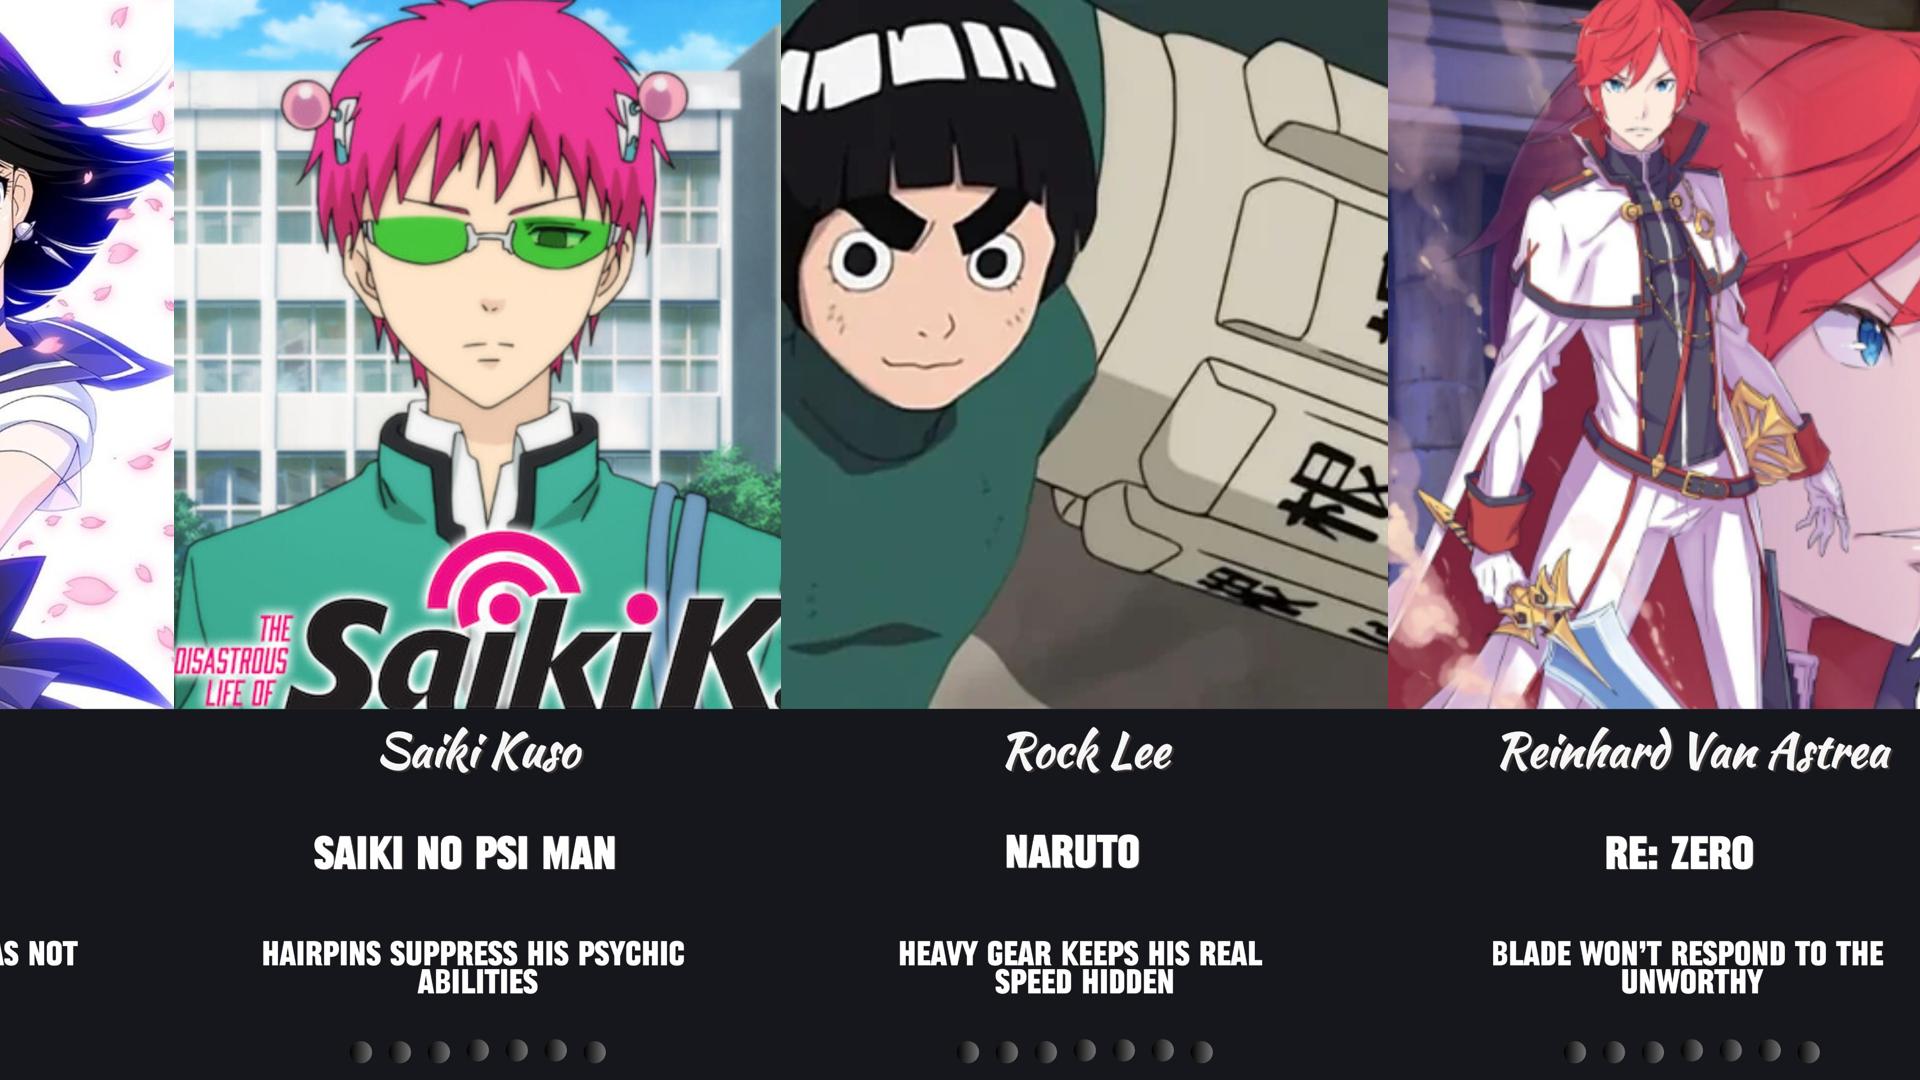 THE
DISASTROUS
LIFE OF
Saiki K.
根
Saiki Kuso
Rock Lee
Reinhard Van Astrea
SAIKI NO PSI MAN
NARUTO
RE: ZERO
AS NOT
HAIRPINS SUPPRESS HIS PSYCHIC
ABILITIES
HEAVY GEAR KEEPS HIS REAL
SPEED HIDDEN
BLADE WON'T RESPOND TO THE
UNWORTHY